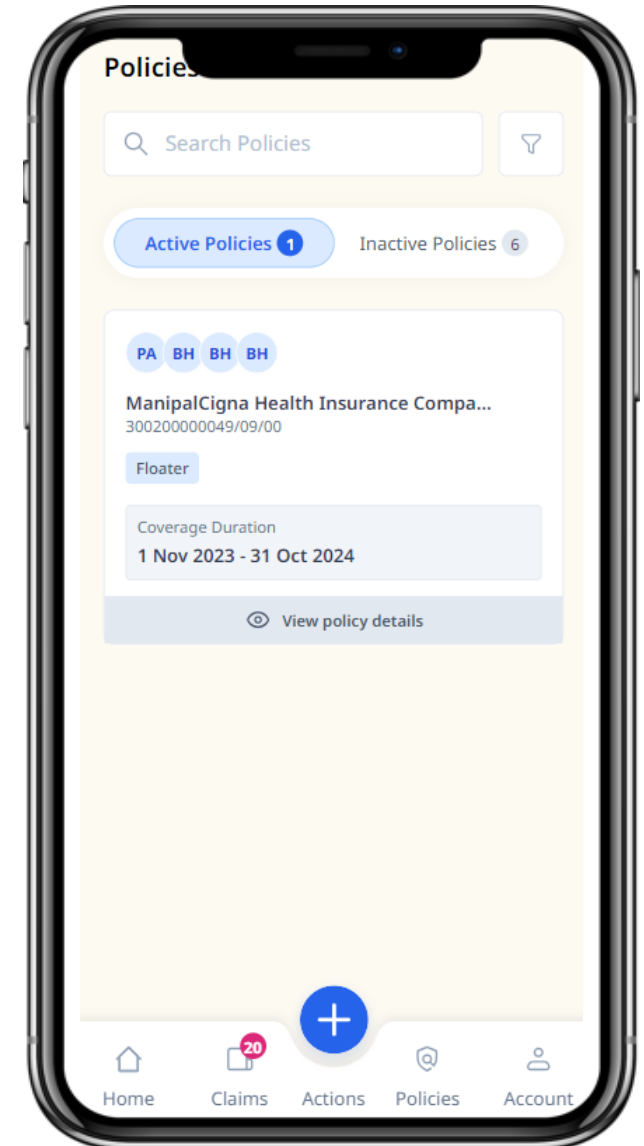 Policies
Search Policies
Active Policies 1 Inactive Policies 6
PA BH BH BH
ManipalCigna Health Insurance Compa...
300200000049/09/00
Floater
Coverage Duration
1 Nov 2023 - 31 Oct 2024
View policy details
20
Home Claims Actions Policies Account